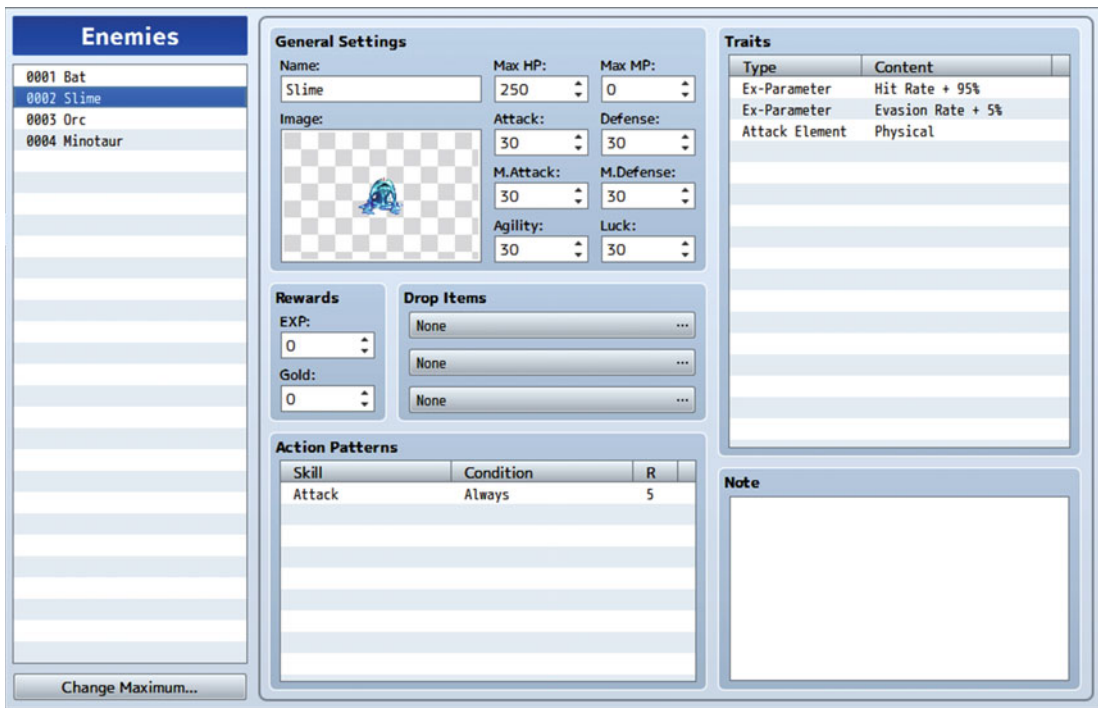 Enemies
0001 Bat
0002 Slime
0003 Orc
0004 Minotaur
Change Maximum...
General Settings
Name:
Slime
Image:
Max HP: Max MP:
250 0
Attack: Defense:
30 30
M.Attack: M.Defense:
30 30
Agility: Luck:
30 30
Rewards
EXP:
0
Gold:
0
Drop Items
None ...
None ...
None ...
Action Patterns
Skill Condition R
Attack Always 5
Traits
Type Content
Ex-Parameter Hit Rate + 95%
Ex-Parameter Evasion Rate + 5%
Attack Element Physical
Note